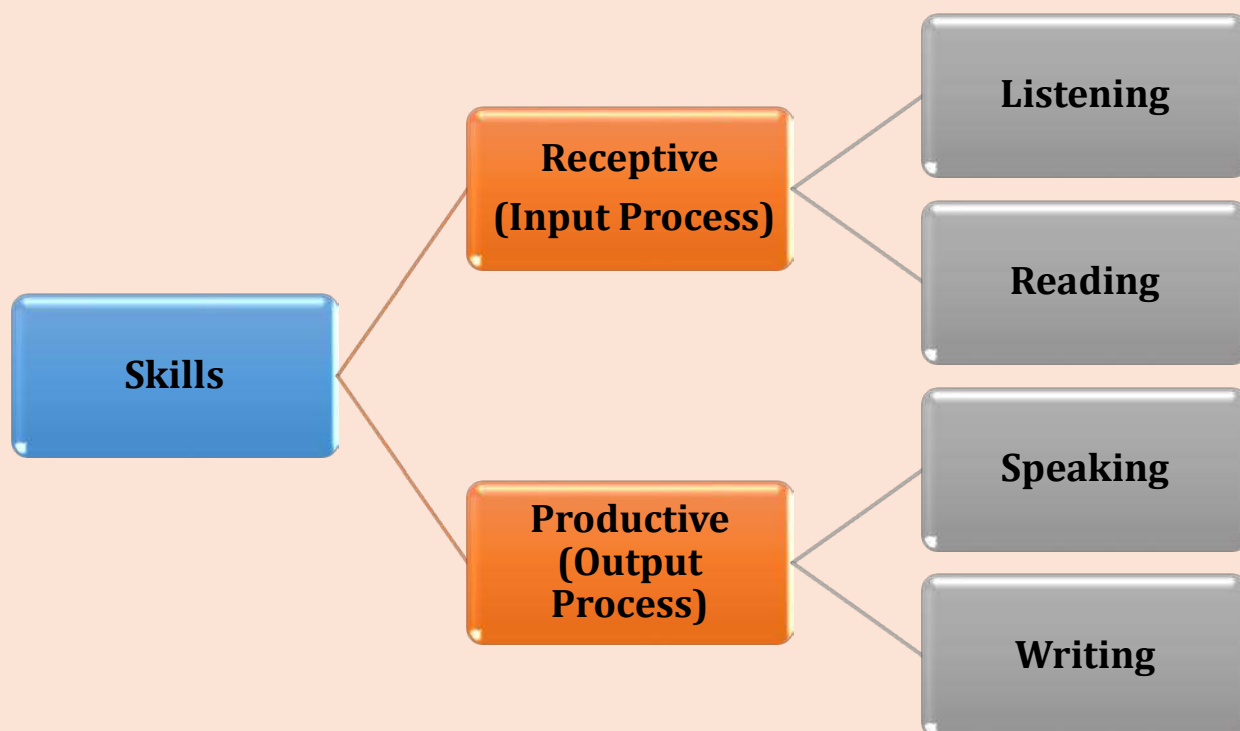 Skills
Receptive
(Input Process)
Listening
Reading
Productive
(Output
Process)
Speaking
Writing